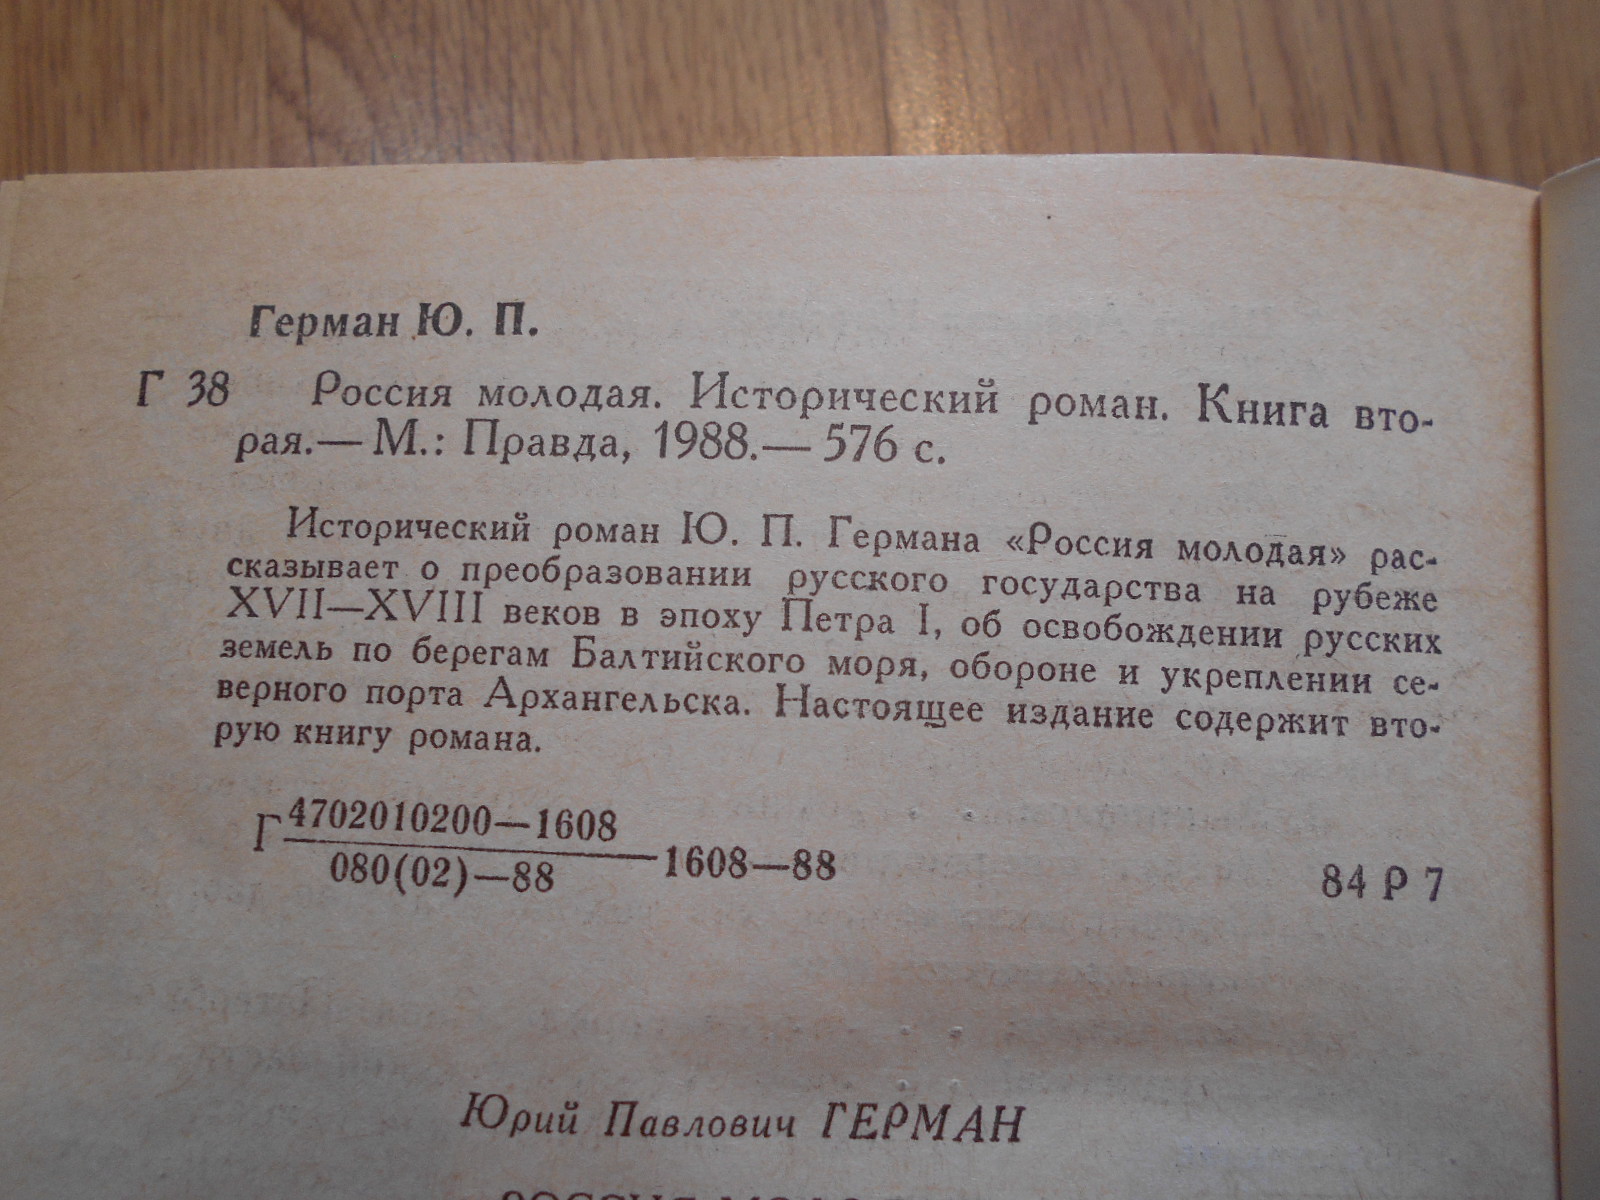 Герман Ю. П.
Г 38 Россия молодая. Исторический роман. Книга вто-
рая.— М.: Правда, 1988.— 576 с.
Исторический роман Ю. П. Германа «Россия молодая» рас-
сказывает о преобразовании русского государства на рубеже
XVII—XVIII веков в эпоху Петра I, об освобождении русских
земель по берегам Балтийского моря, обороне и укреплении се-
верного порта Архангельска. Настоящее издание содержит вто-
рую книгу романа.
Г 4702010200—1608
080(02)—88
1608—88
84 Р 7
Юрий Павлович ГЕРМАН